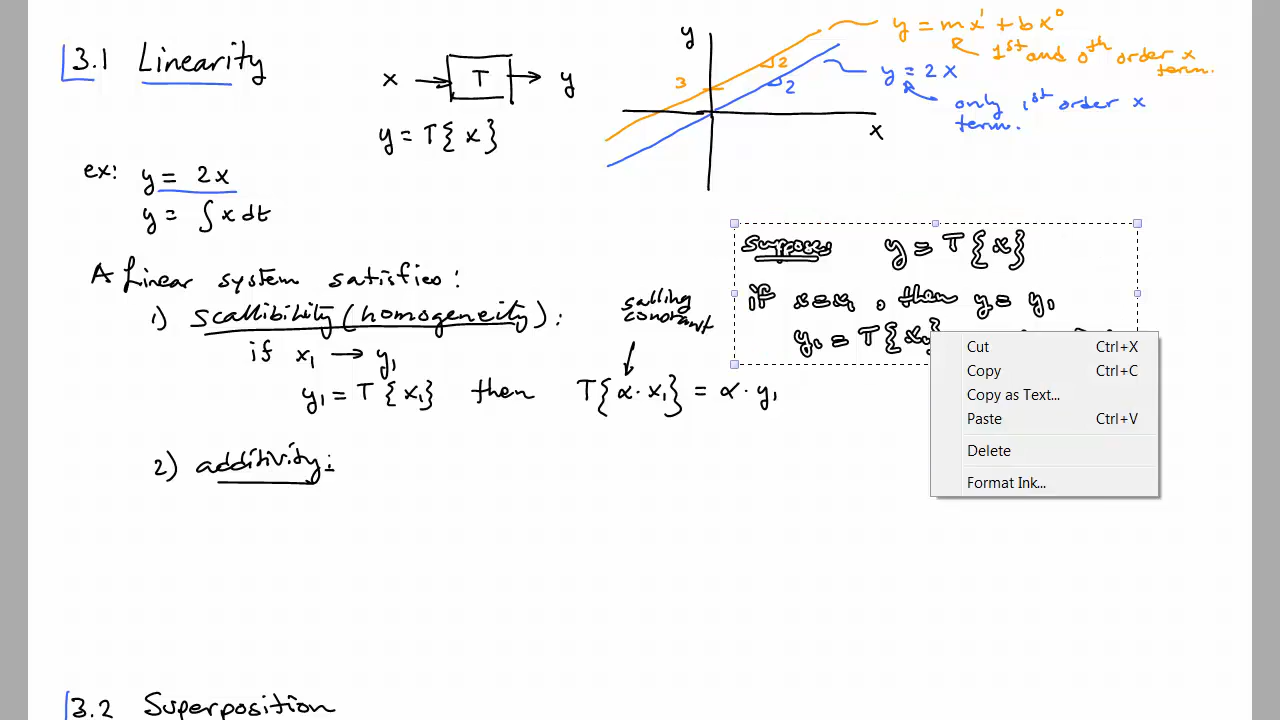 3.1 Linearity
x → T → y
y = T{x}
y
3
2
2
x
y = mx¹ + bx⁰
1st and 0th order x
term.
y = 2x
only 1st order x
term.
ex: y = 2x
y = ∫ x dt
A Linear system satisfies:
1) scallibility (homogeneity):
if x₁ → y₁
y₁ = T{x₁} then T{α · x₁} = α · y₁
salling
constant
2) additivity:
Suppose: y = T{x}
if x = x₁, then y = y₁
y₁ = T{x₁}
Cut Ctrl+X
Copy Ctrl+C
Copy as Text...
Paste Ctrl+V
Delete
Format Ink...
3.2 Superposition